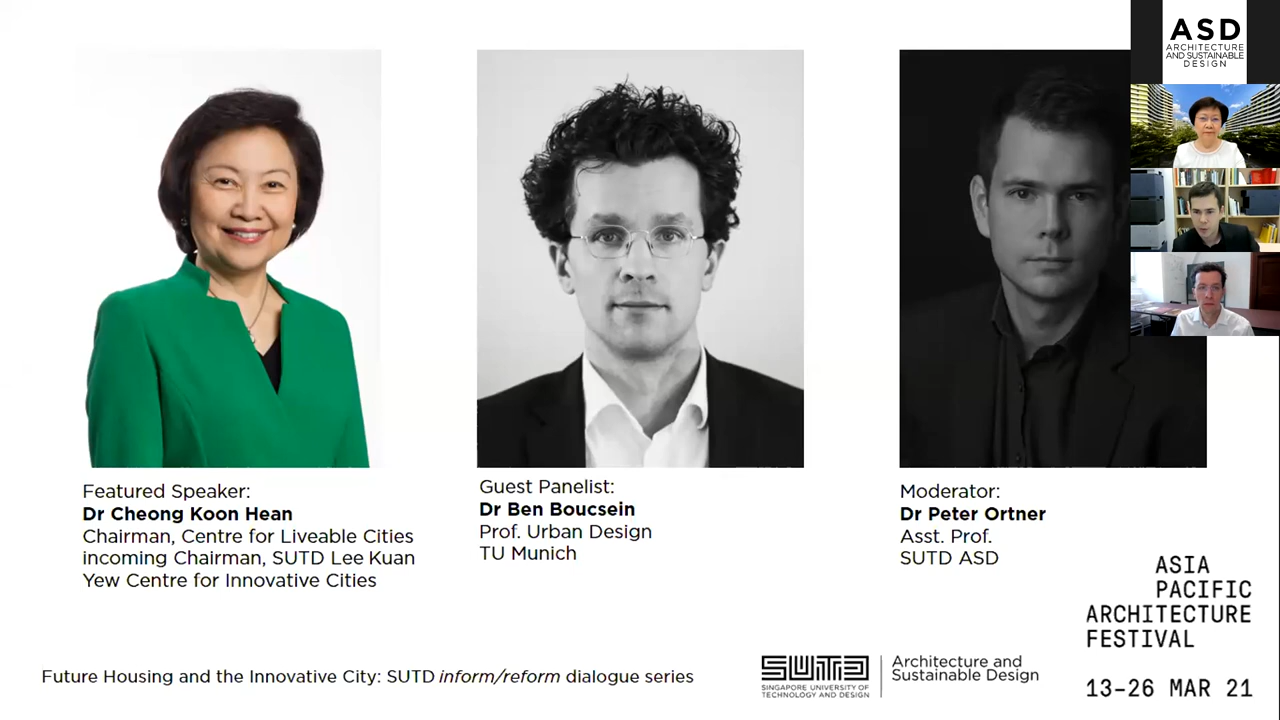 ASD
ARCHITECTURE
AND SUSTAINABLE
DESIGN
Featured Speaker:
Dr Cheong Koon Hean
Chairman, Centre for Liveable Cities
incoming Chairman, SUTD Lee Kuan
Yew Centre for Innovative Cities
Guest Panelist:
Dr Ben Boucsein
Prof. Urban Design
TU Munich
Moderator:
Dr Peter Ortner
Asst. Prof.
SUTD ASD
ASIA
PACIFIC
ARCHITECTURE
FESTIVAL
13–26 MAR 21
Future Housing and the Innovative City: SUTD inform/reform dialogue series
SUTD
SINGAPORE UNIVERSITY OF
TECHNOLOGY AND DESIGN
Architecture and
Sustainable Design